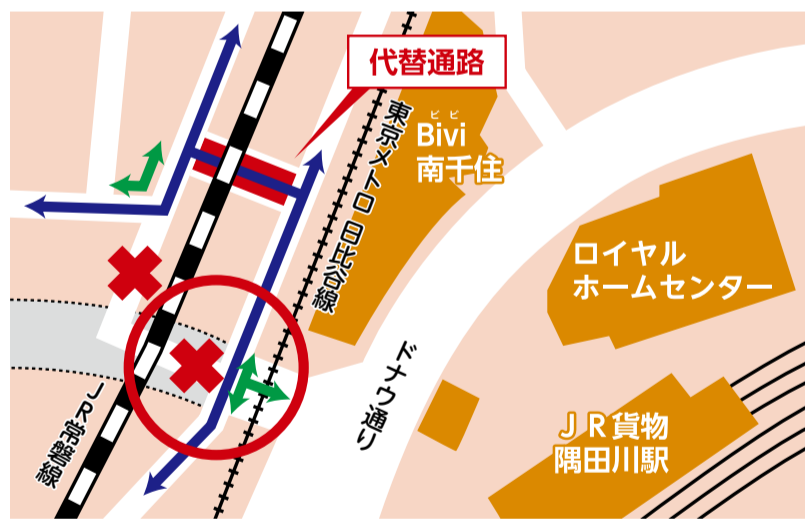 代替通路
東京メトロ 日比谷線
ビビ
Bivi
南千住
ロイヤル
ホームセンター
ドナウ通り
JR常磐線
JR貨物
隅田川駅